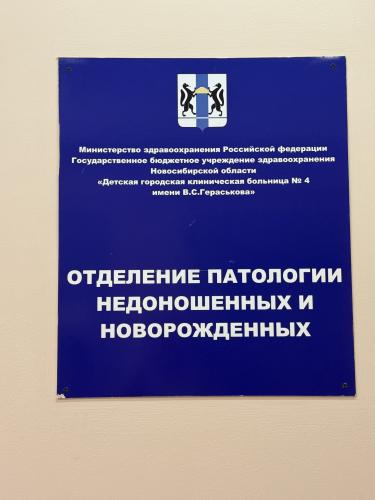 Министерство здравоохранения Российской федерации
Государственное бюджетное учреждение здравоохранения
Новосибирской области
«Детская городская клиническая больница № 4
имени В.С.Гераськова»
ОТДЕЛЕНИЕ ПАТОЛОГИИ
НЕДОНОШЕННЫХ И
НОВОРОЖДЕННЫХ